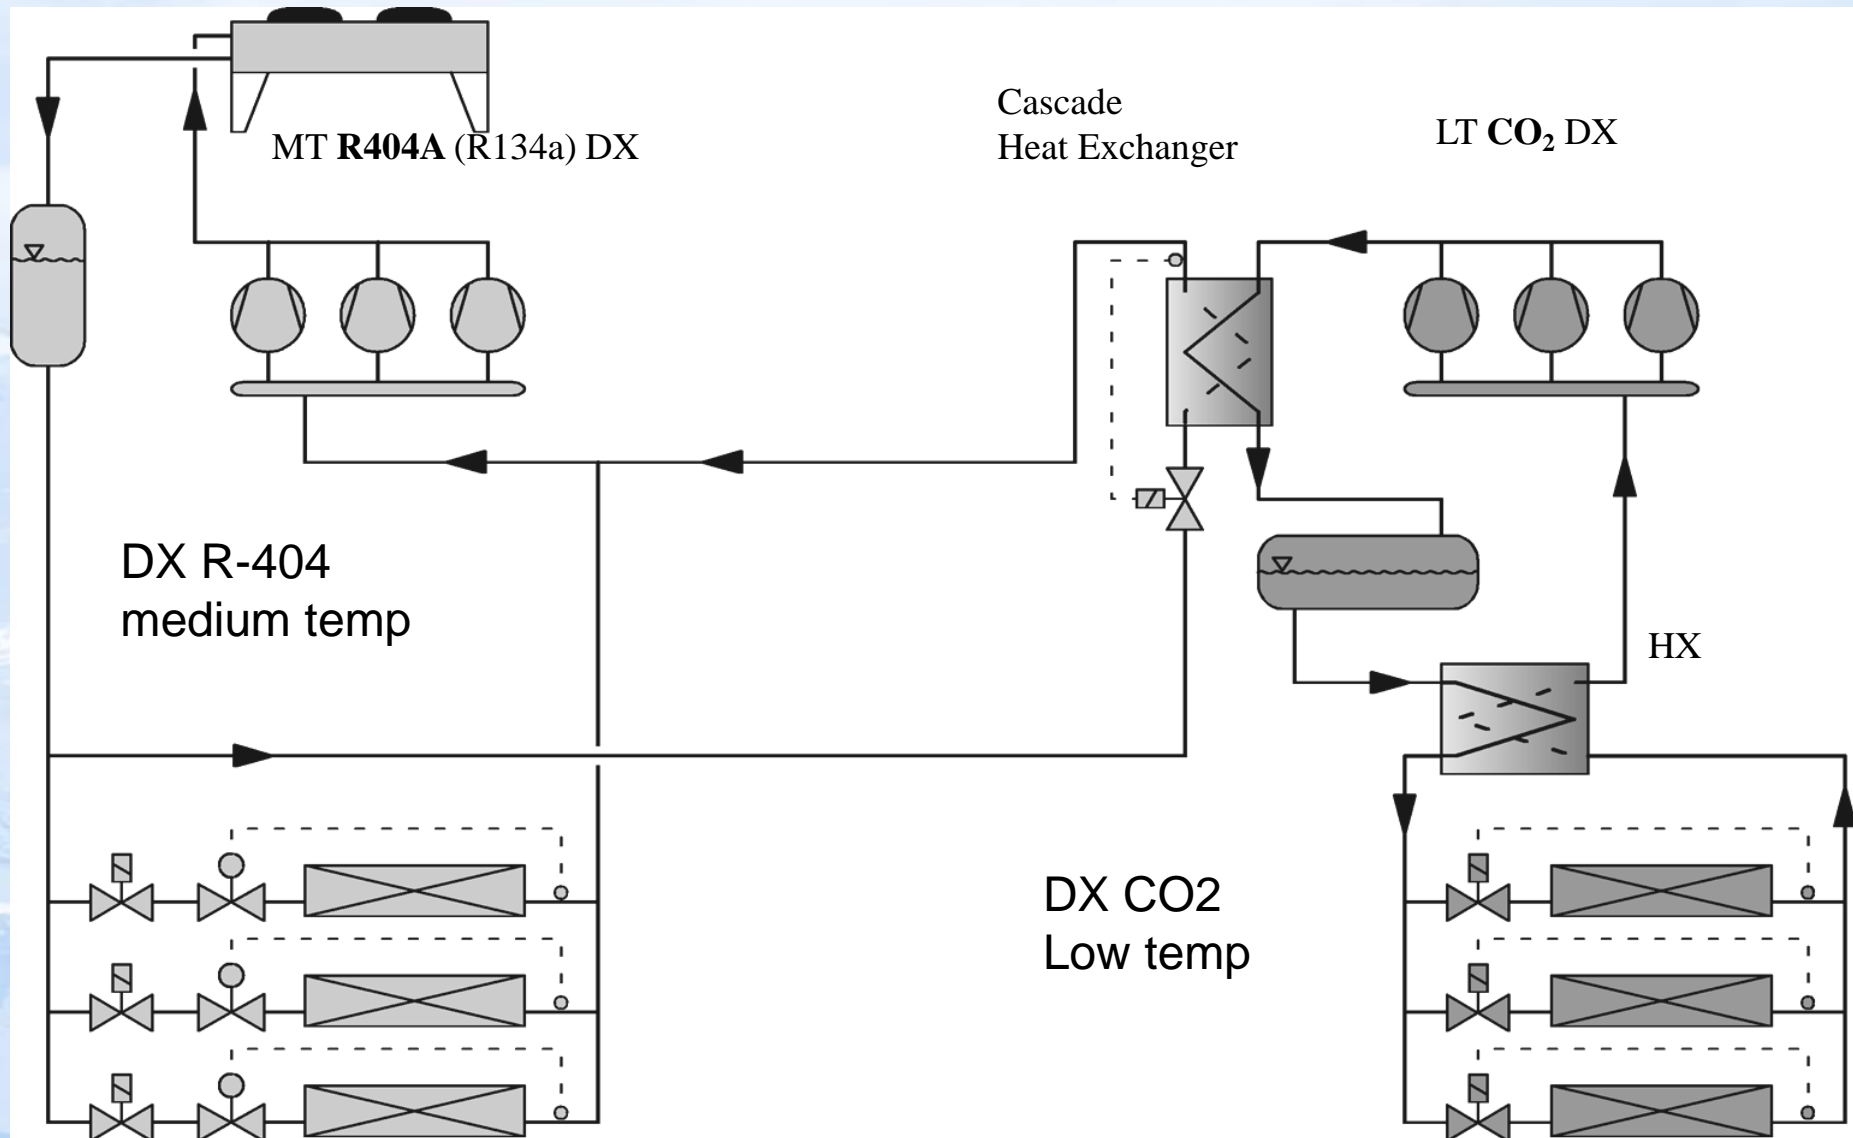 MT R404A (R134a) DX
Cascade
Heat Exchanger
LT CO₂ DX
DX R-404
medium temp
HX
DX CO2
Low temp